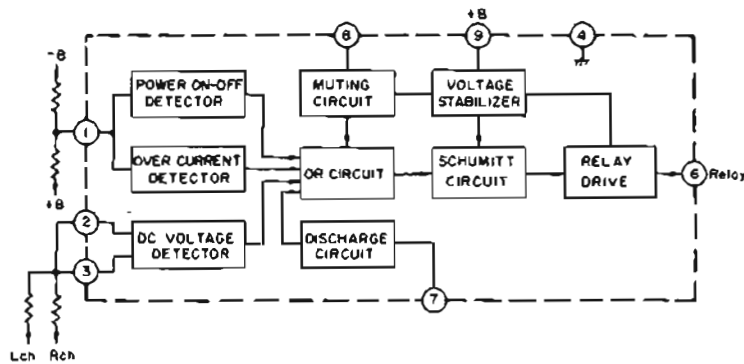 +B
8
9
4
-B
POWER ON-OFF
DETECTOR
MUTING
CIRCUIT
VOLTAGE
STABILIZER
1
OVER CURRENT
DETECTOR
OR CIRCUIT
SCHUMITT
CIRCUIT
RELAY
DRIVE
6
Relay
+B
2
DC VOLTAGE
DETECTOR
DISCHARGE
CIRCUIT
3
7
Lch
Rch